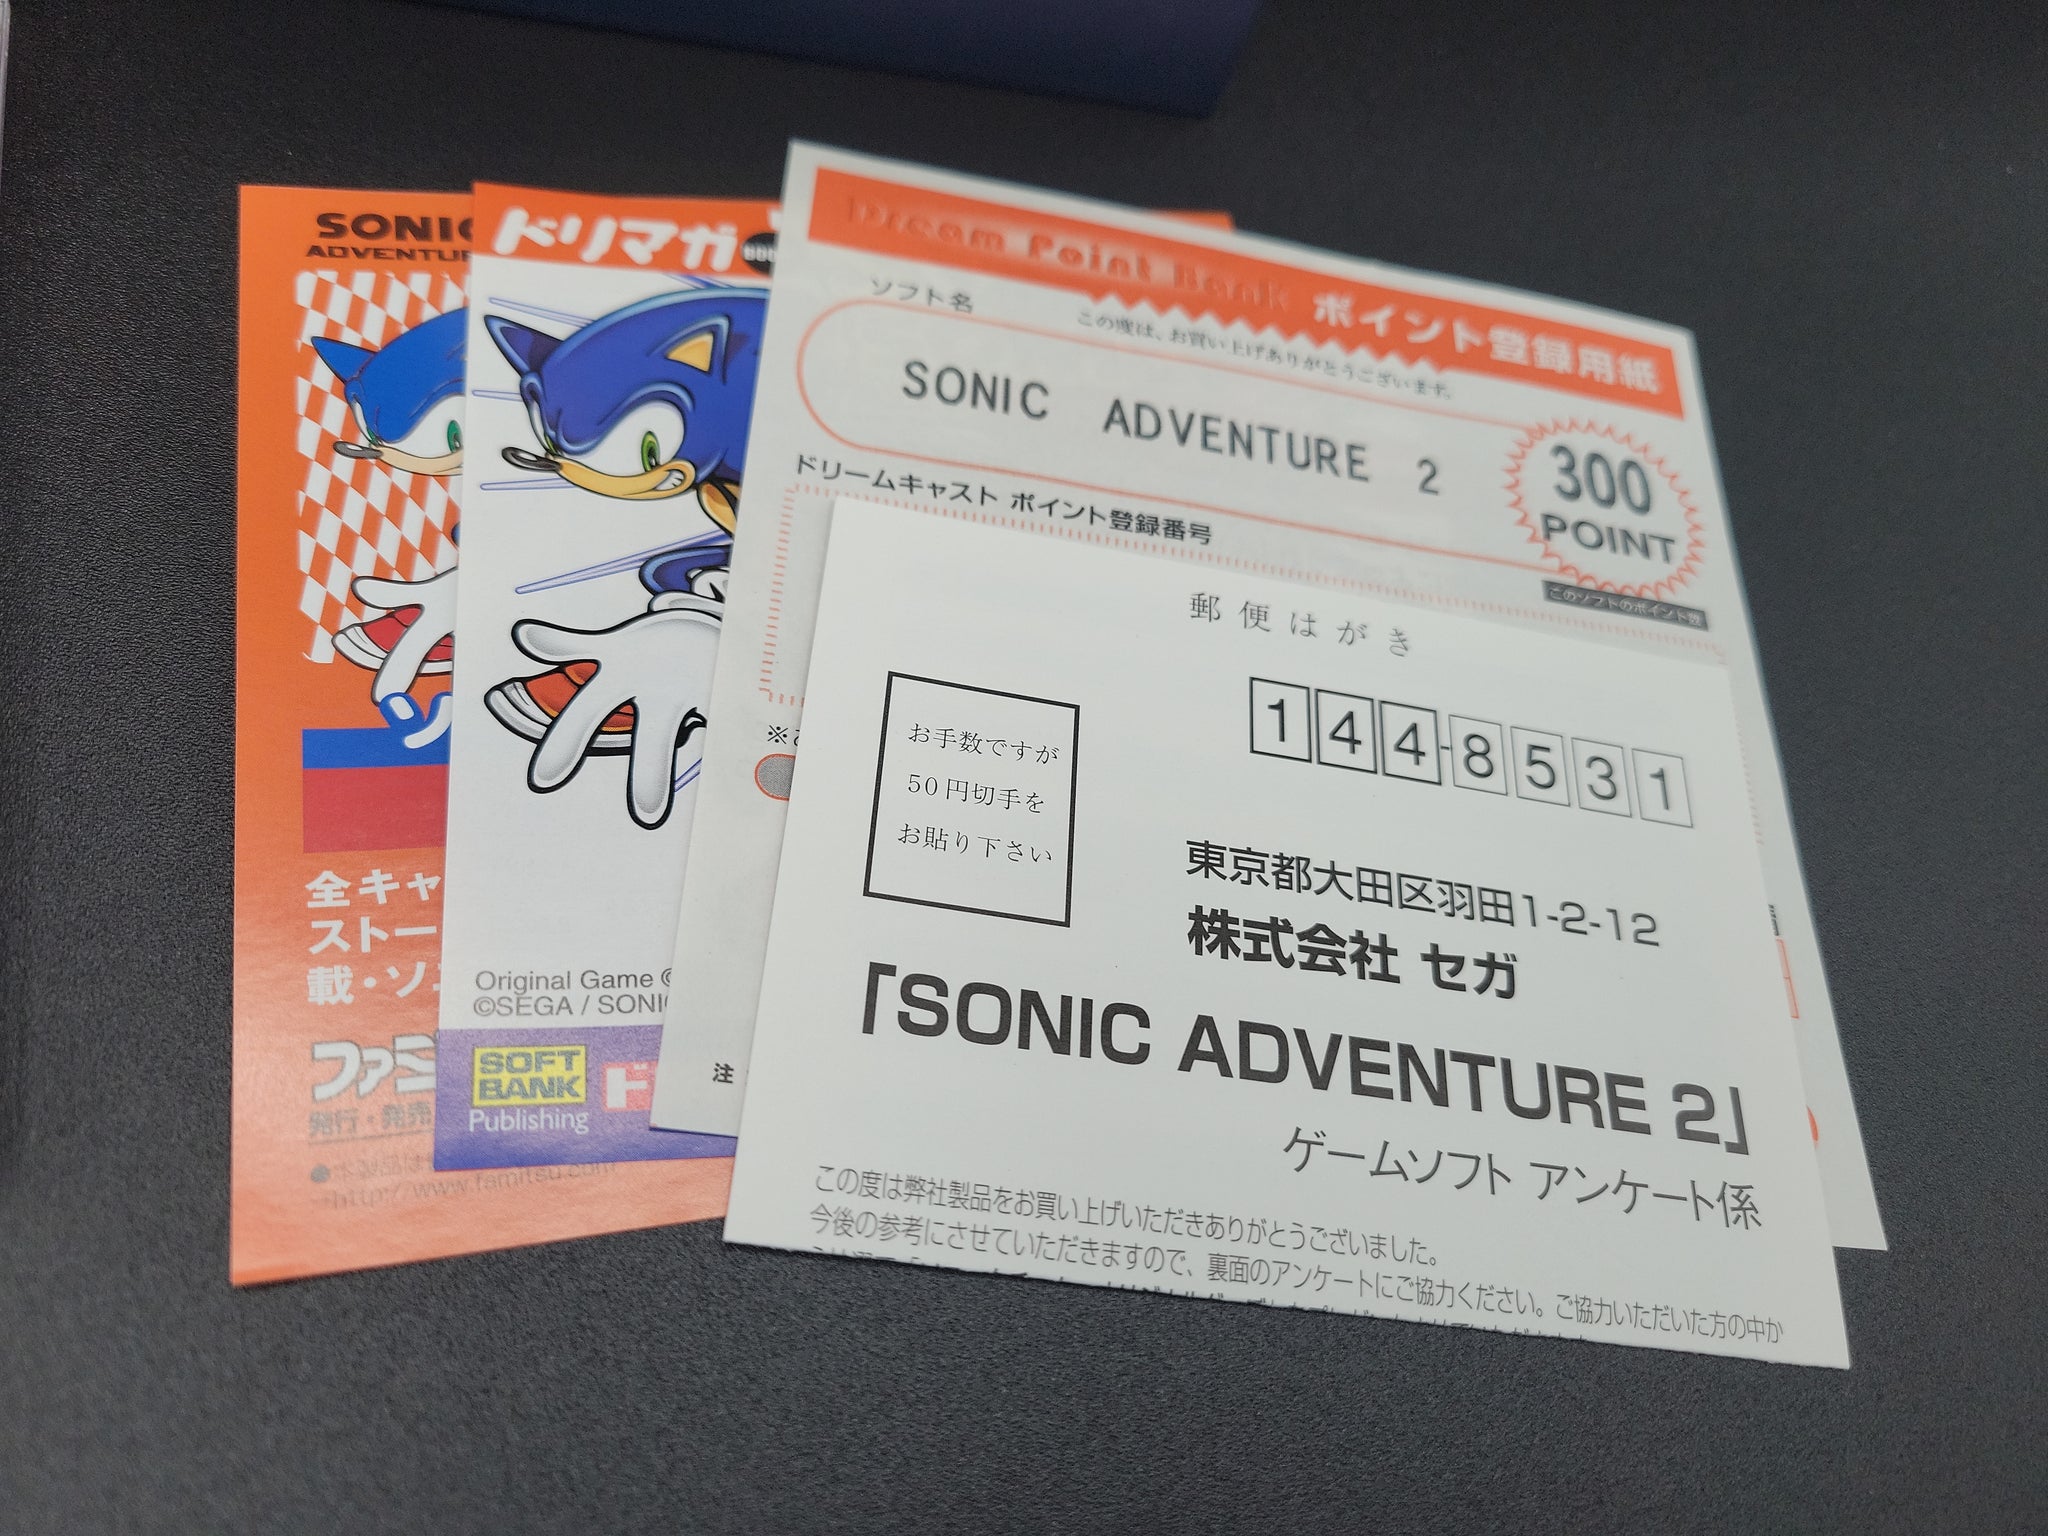 SONIC
ADVENTURE
全キャ
ストー
載・ソニ
ファミ
発行・発売
●本製品は
→http://www.famitsu.com
ドリマガ
Original Game ©
©SEGA / SONIC
SOFT
BANK
Publishing
ド
Dream Point Bank ポイント登録用紙
この度は、お買い上げありがとうございます。
ソフト名
SONIC ADVENTURE 2
300
POINT
このソフトのポイント数
ドリームキャスト ポイント登録番号
注
郵便はがき
144-8531
お手数ですが
50円切手を
お貼り下さい
東京都大田区羽田1-2-12
株式会社 セガ
「SONIC ADVENTURE 2」
ゲームソフト アンケート係
この度は弊社製品をお買い上げいただきありがとうございました。
今後の参考にさせていただきますので、裏面のアンケートにご協力ください。ご協力いただいた方の中か